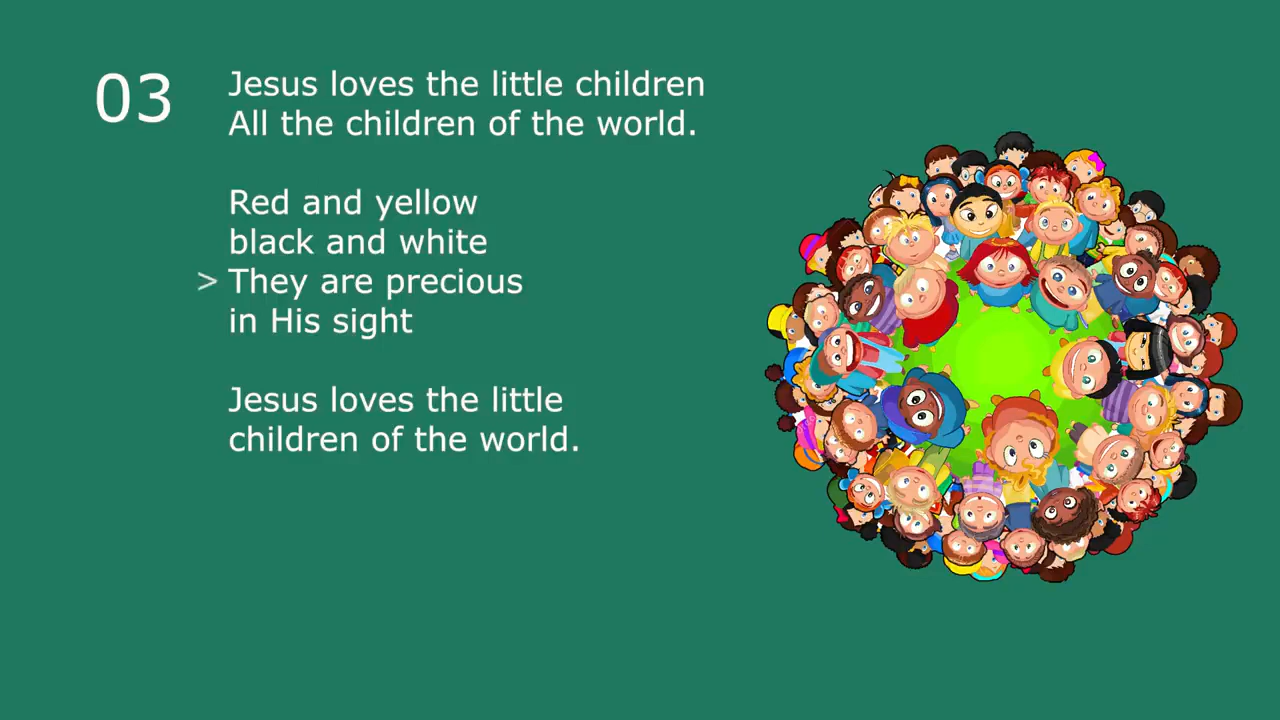 03
Jesus loves the little children
All the children of the world.
Red and yellow
black and white
> They are precious
in His sight
Jesus loves the little
children of the world.